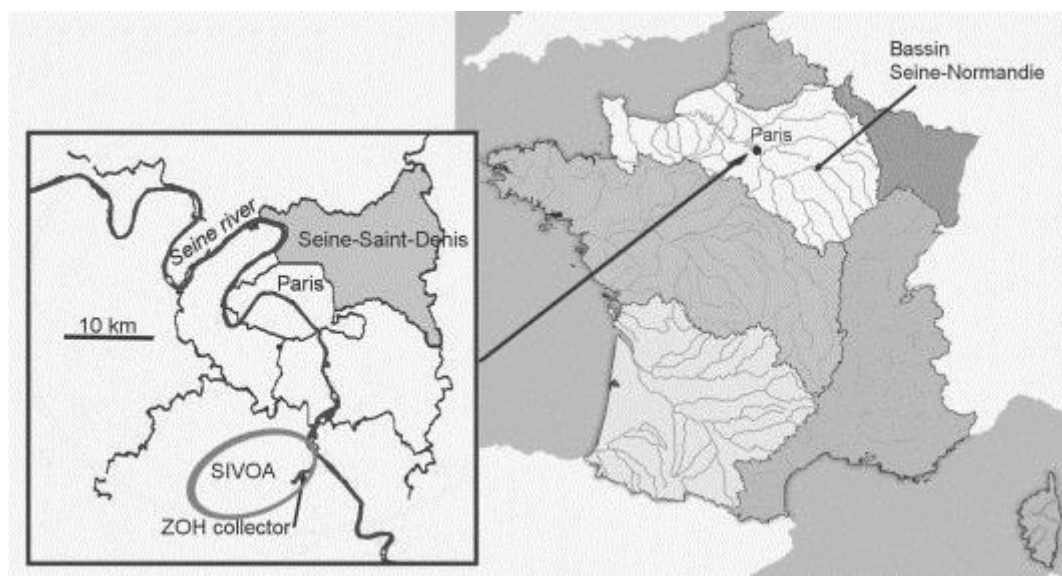 Bassin
Seine-Normandie
Paris
Seine river
Seine-Saint-Denis
Paris
10 km
SIVOA
ZOH collector